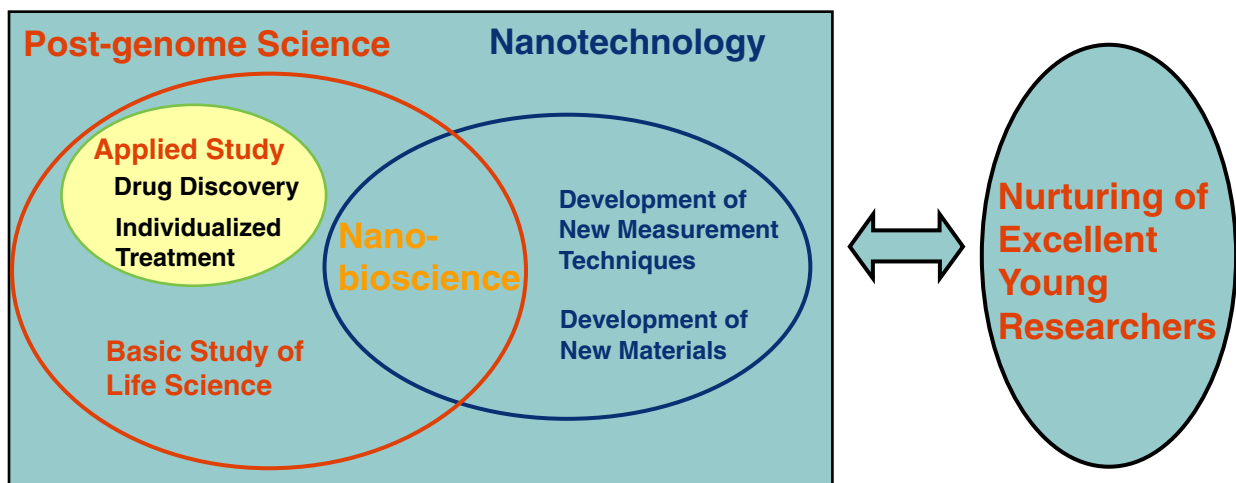 Post-genome Science
Nanotechnology
Applied Study
Drug Discovery
Individualized
Treatment
Nano-
bioscience
Basic Study of
Life Science
Development of
New Measurement
Techniques
Development of
New Materials
Nurturing of
Excellent
Young
Researchers